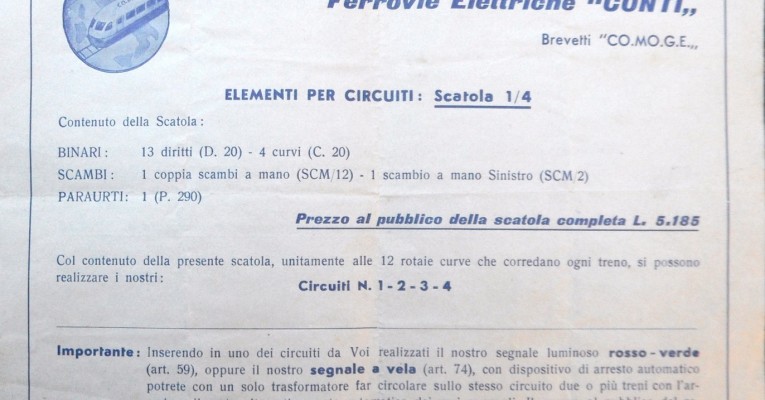 Ferrovie Elettriche "CONTI„
Brevetti "CO.MO.G.E.„
ELEMENTI PER CIRCUITI: Scatola 1/4
Contenuto della Scatola:
BINARI: 13 diritti (D. 20) - 4 curvi (C. 20)
SCAMBI: 1 coppia scambi a mano (SCM/12) - 1 scambio a mano Sinistro (SCM/2)
PARAURTI: 1 (P. 290)
Prezzo al pubblico della scatola completa L. 5.185
Col contenuto della presente scatola, unitamente alle 12 rotaie curve che corredano ogni treno, si possono
realizzare i nostri:
Circuiti N. 1-2-3-4
Importante: Inserendo in uno dei circuiti da Voi realizzati il nostro segnale luminoso rosso-verde
(art. 59), oppure il nostro segnale a vela (art. 74), con dispositivo di arresto automatico
potrete con un solo trasformatore far circolare sullo stesso circuito due o più treni con l'ar-